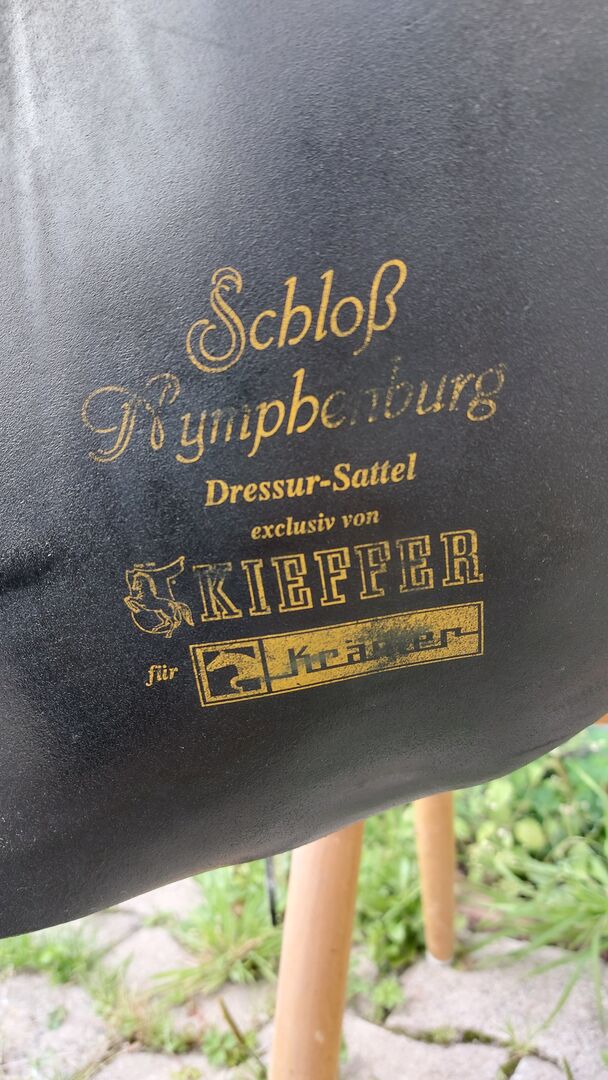 Schloß
Nymphenburg
Dressur-Sattel
exclusiv von
KIEFFER
für Krämer